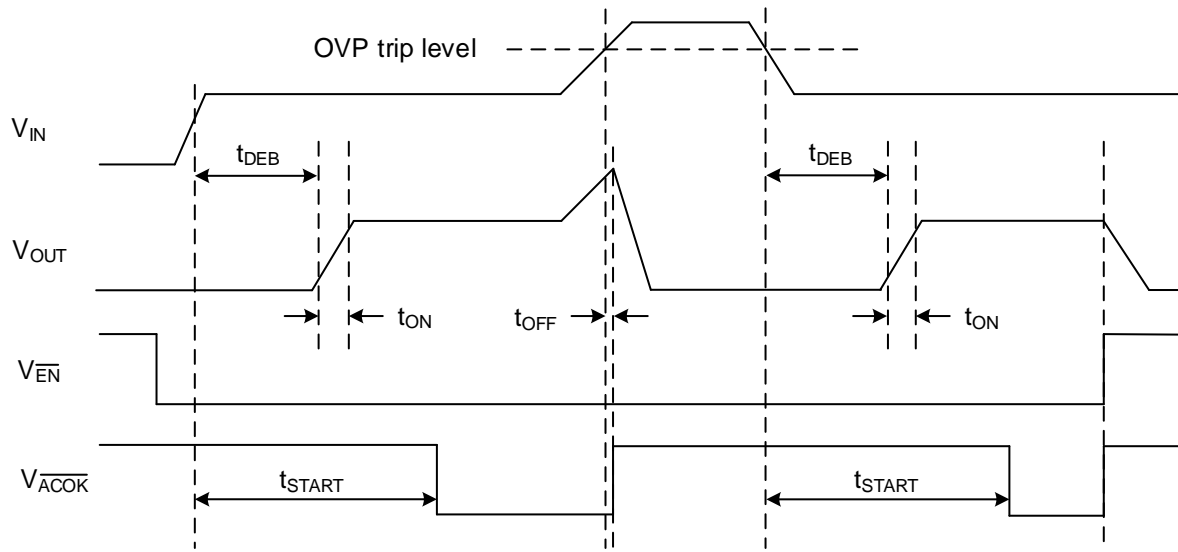 OVP trip level
VIN
tDEB
tDEB
VOUT
tON
tOFF
tON
VEN
VACOK
tSTART
tSTART